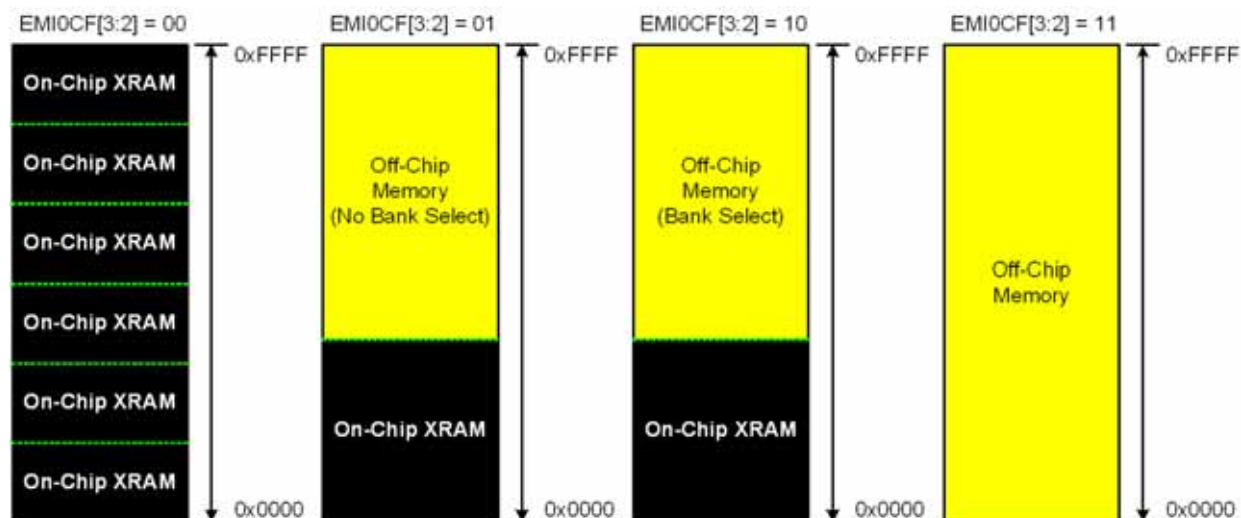 EMI0CF[3:2] = 00
EMI0CF[3:2] = 01
EMI0CF[3:2] = 10
EMI0CF[3:2] = 11
On-Chip XRAM
On-Chip XRAM
On-Chip XRAM
On-Chip XRAM
On-Chip XRAM
On-Chip XRAM
0xFFFF
0x0000
Off-Chip
Memory
(No Bank Select)
On-Chip XRAM
0xFFFF
0x0000
Off-Chip
Memory
(Bank Select)
On-Chip XRAM
0xFFFF
0x0000
Off-Chip
Memory
0xFFFF
0x0000